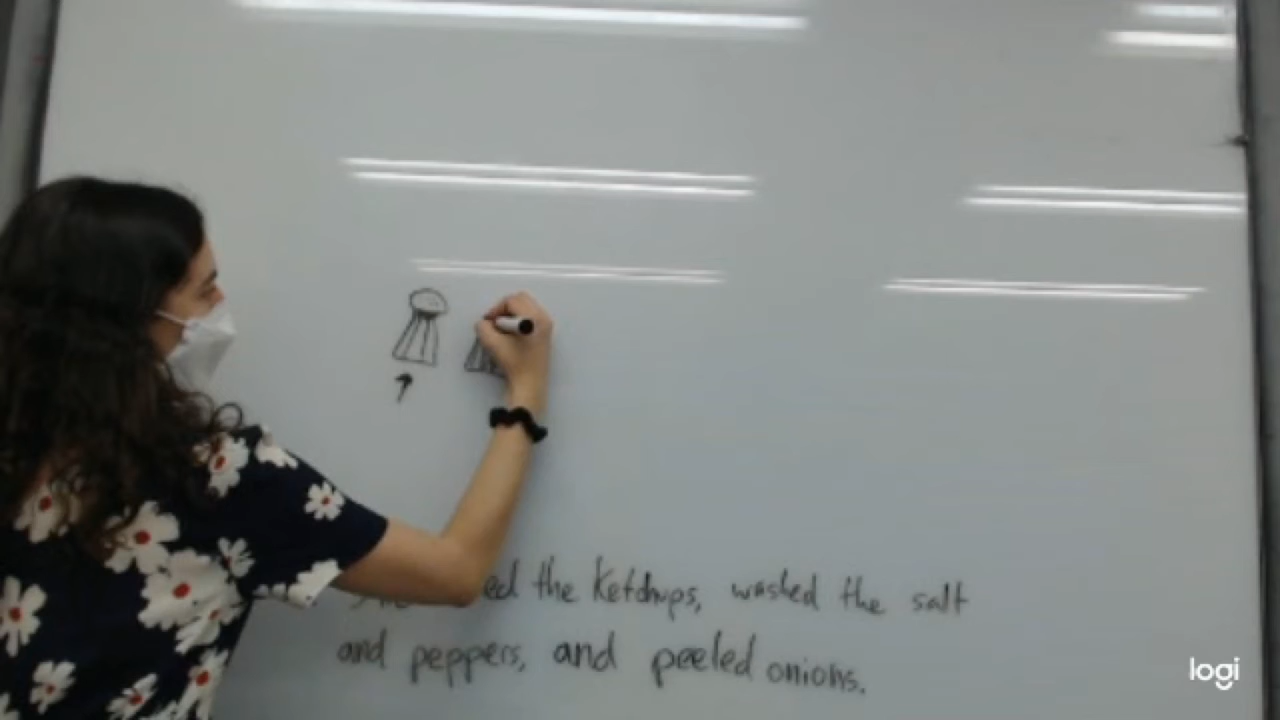 ed the Ketchups, washed the salt
and peppers, and peeled onions.
logi